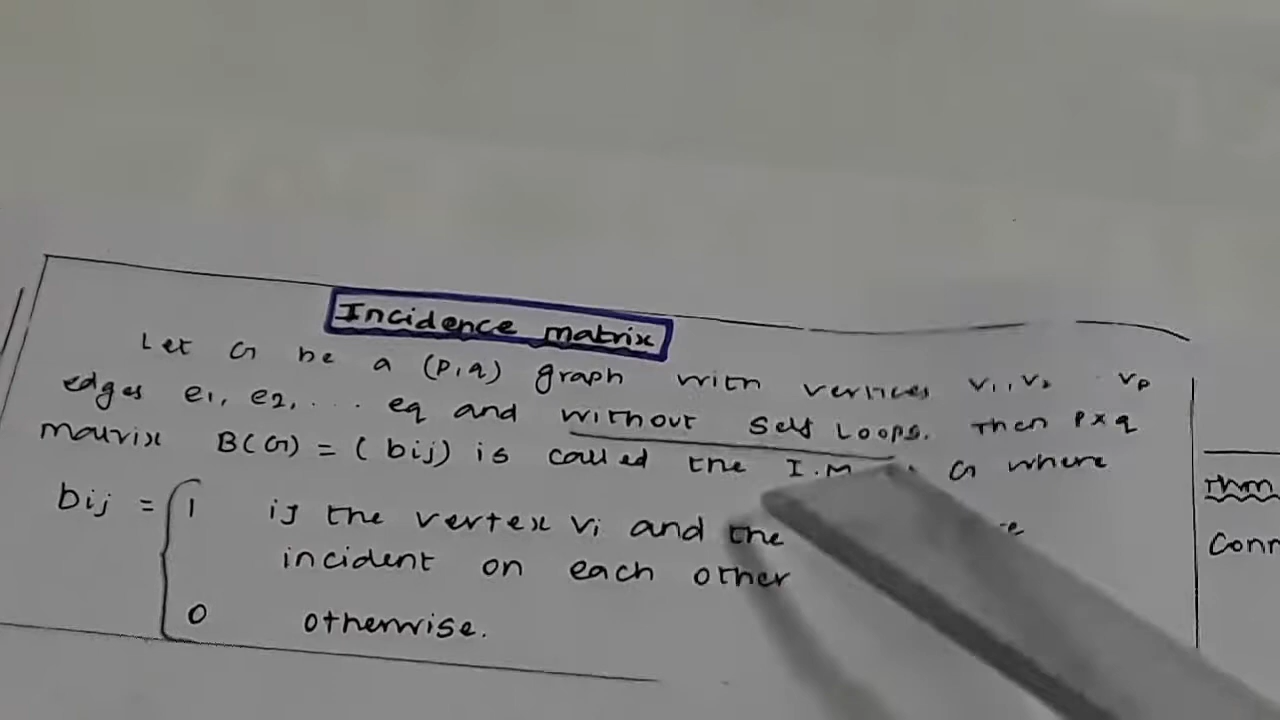 Incidence matrix
Let G be a (p,q) graph with vertices v1, v2 vp
edges e1, e2, ... eq and without self Loops. Then p×q
matrix B(G) = (bij) is called the I.M G where
bij = 1 if the vertex vi and the
incident on each other
0 otherwise.
Thm
Conn